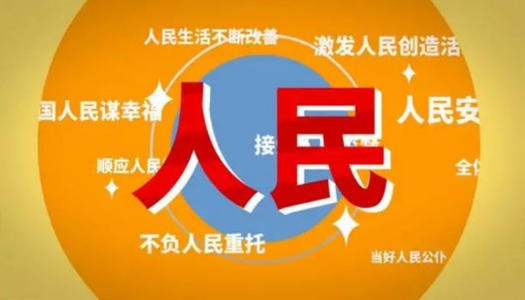 人民生活不断改善
激发人民创造活
国人民谋幸福
人民安
人民
接
顺应人民
全
不负人民重托
当好人民公仆